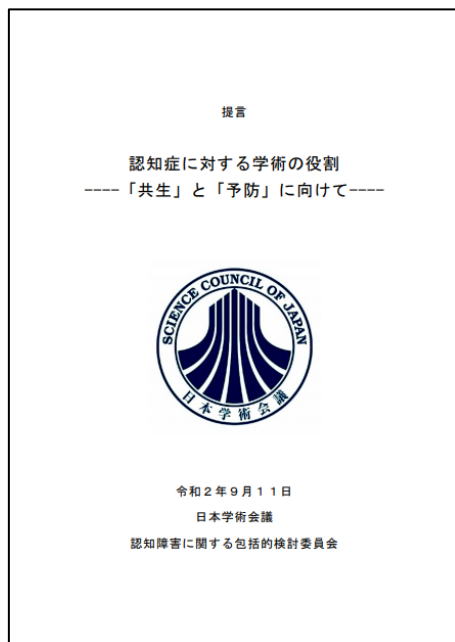 提言
認知症に対する学術の役割
----「共生」と「予防」に向けて----
SCIENCE COUNCIL OF JAPAN
日本学術会議
令和2年9月11日
日本学術会議
認知障害に関する包括的検討委員会